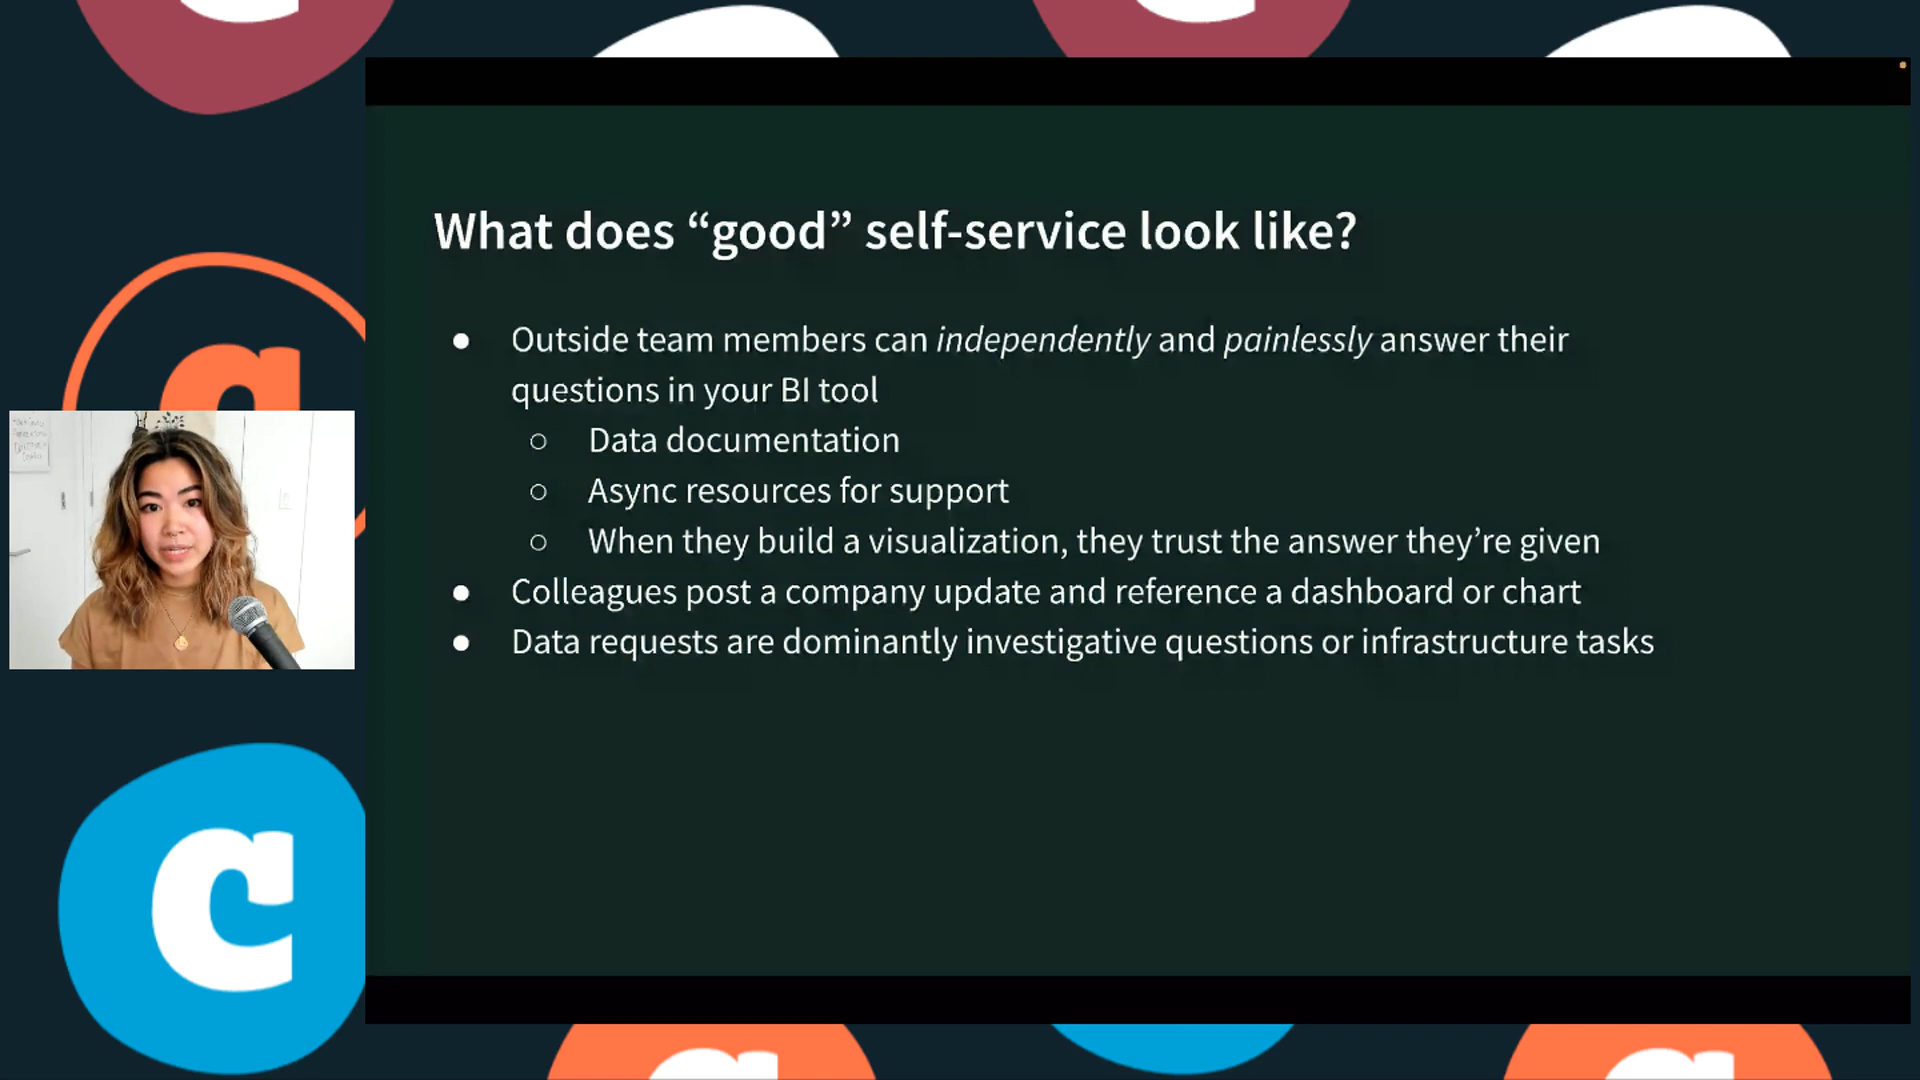 What does “good” self-service look like?
● Outside team members can independently and painlessly answer their
questions in your BI tool
○ Data documentation
○ Async resources for support
○ When they build a visualization, they trust the answer they’re given
● Colleagues post a company update and reference a dashboard or chart
● Data requests are dominantly investigative questions or infrastructure tasks
c